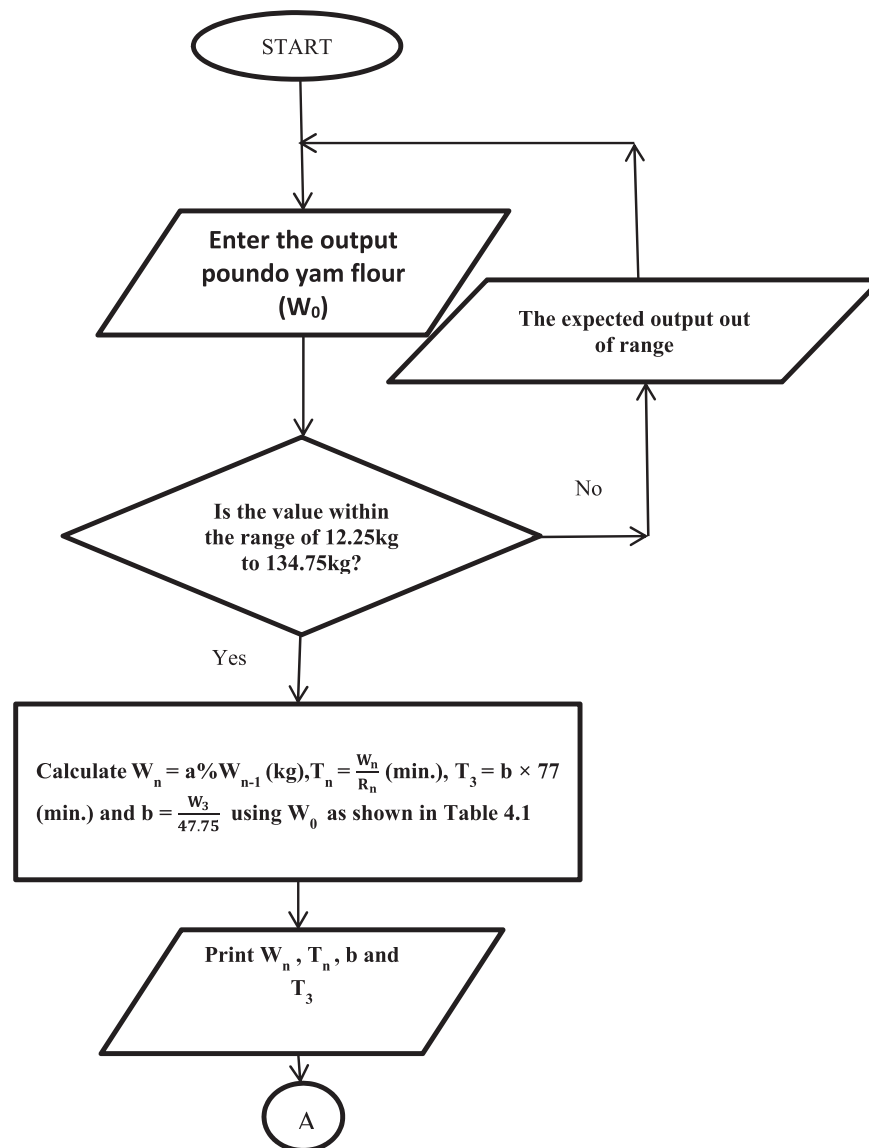 START
Enter the output
poundo yam flour
(W₀)
The expected output out
of range
Is the value within
the range of 12.25kg
to 134.75kg?
No
Yes
Calculate Wₙ = a%Wₙ₋₁ (kg),Tₙ = Wₙ/Rₙ (min.), T₃ = b × 77
(min.) and b = W₃/47.75 using W₀ as shown in Table 4.1
Print Wₙ , Tₙ, b and
T₃
A